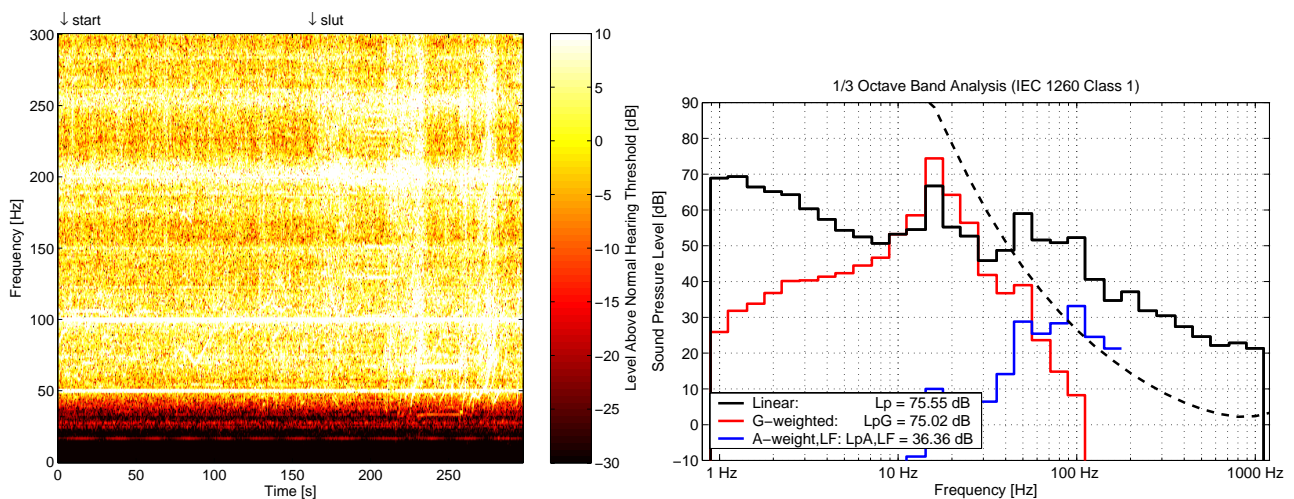 ↓ start
↓ slut
300
250
200
150
100
50
0
Frequency [Hz]
0 50 100 150 200 250
Time [s]
10
5
0
−5
−10
−15
−20
−25
−30
Level Above Normal Hearing Threshold [dB]
1/3 Octave Band Analysis (IEC 1260 Class 1)
90
80
70
60
50
40
30
20
10
0
−10
Sound Pressure Level [dB]
Linear: Lp = 75.55 dB
G−weighted: LpG = 75.02 dB
A−weight,LF: LpA,LF = 36.36 dB
1 Hz 10 Hz 100 Hz 1000 Hz
Frequency [Hz]